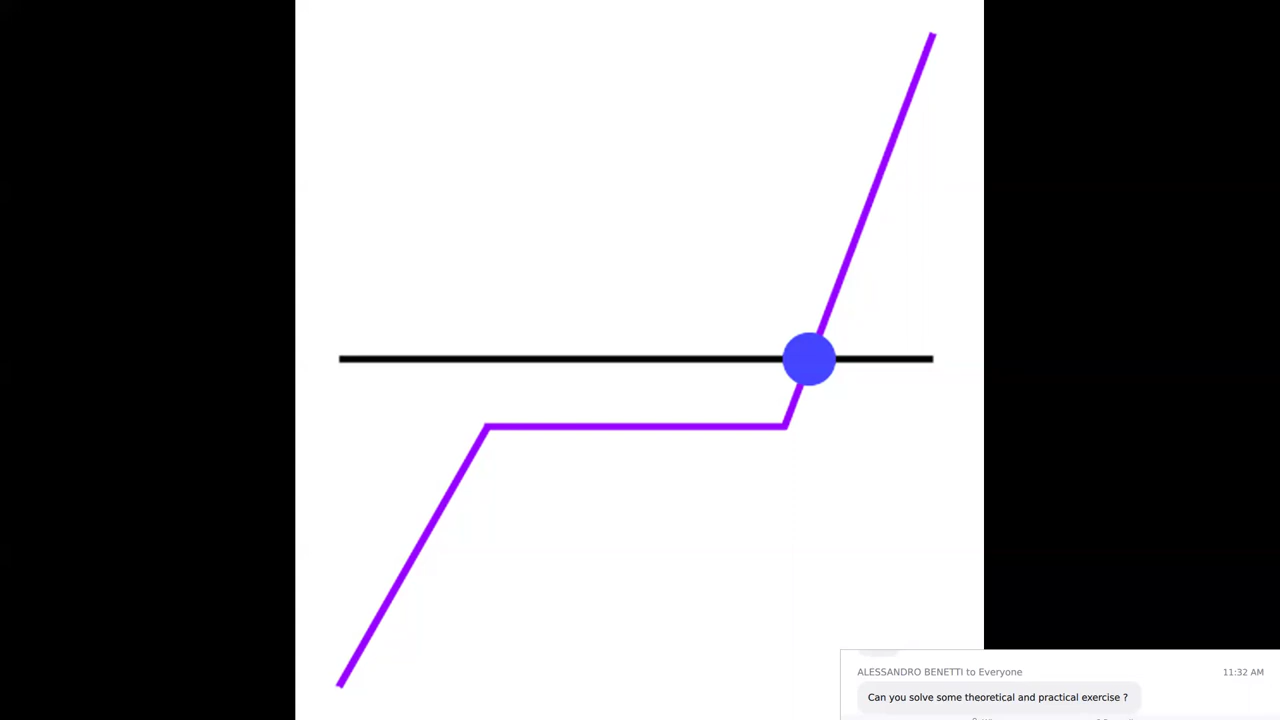 ALESSANDRO BENETTI to Everyone 11:32 AM
Can you solve some theoretical and practical exercise ?